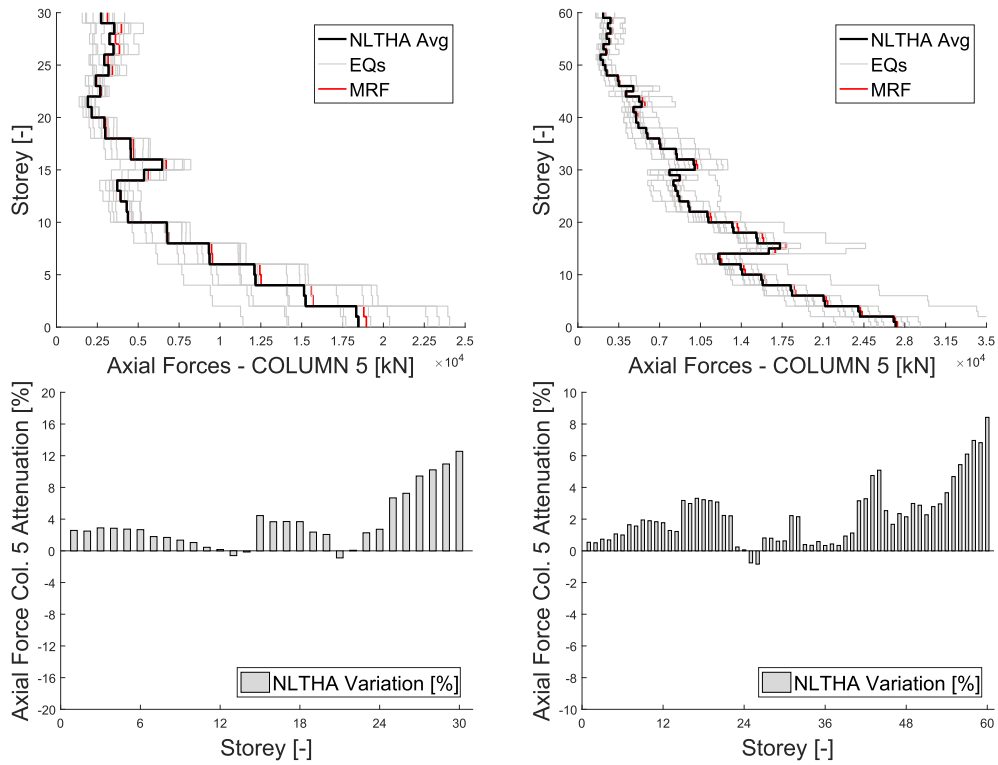 30
25
20
15
10
5
0
Storey [-]
NLTHA Avg
EQs
MRF
0 0.25 0.5 0.75 1 1.25 1.5 1.75 2 2.25 2.5
Axial Forces - COLUMN 5 [kN] ×10⁴
60
50
40
30
20
10
0
Storey [-]
NLTHA Avg
EQs
MRF
0 0.35 0.7 1.05 1.4 1.75 2.1 2.45 2.8 3.15 3.5
Axial Forces - COLUMN 5 [kN] ×10⁴
20
16
12
8
4
0
-4
-8
-12
-16
-20
Axial Force Col. 5 Attenuation [%]
NLTHA Variation [%]
0 6 12 18 24 30
Storey [-]
10
8
6
4
2
0
-2
-4
-6
-8
-10
Axial Force Col. 5 Attenuation [%]
NLTHA Variation [%]
0 12 24 36 48 60
Storey [-]